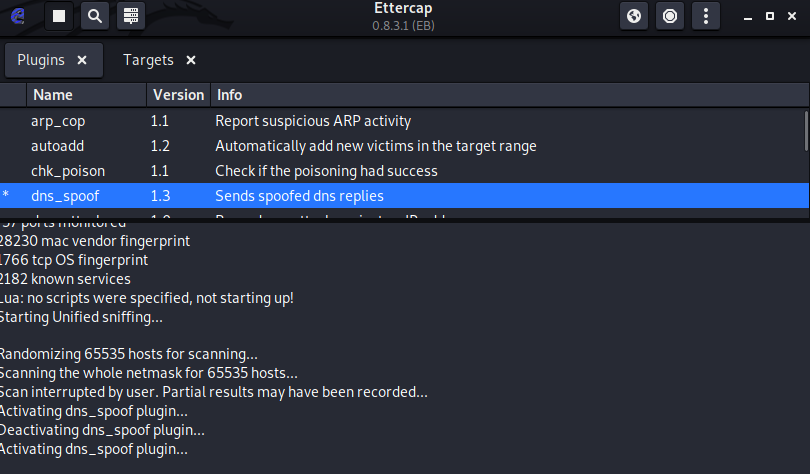 Ettercap
0.8.3.1 (EB)
Plugins
Targets
Name Version Info
arp_cop 1.1 Report suspicious ARP activity
autoadd 1.2 Automatically add new victims in the target range
chk_poison 1.1 Check if the poisoning had success
* dns_spoof 1.3 Sends spoofed dns replies
ports monitored
28230 mac vendor fingerprint
1766 tcp OS fingerprint
2182 known services
Lua: no scripts were specified, not starting up!
Starting Unified sniffing...
Randomizing 65535 hosts for scanning...
Scanning the whole netmask for 65535 hosts...
Scan interrupted by user. Partial results may have been recorded...
Activating dns_spoof plugin...
Deactivating dns_spoof plugin...
Activating dns_spoof plugin...